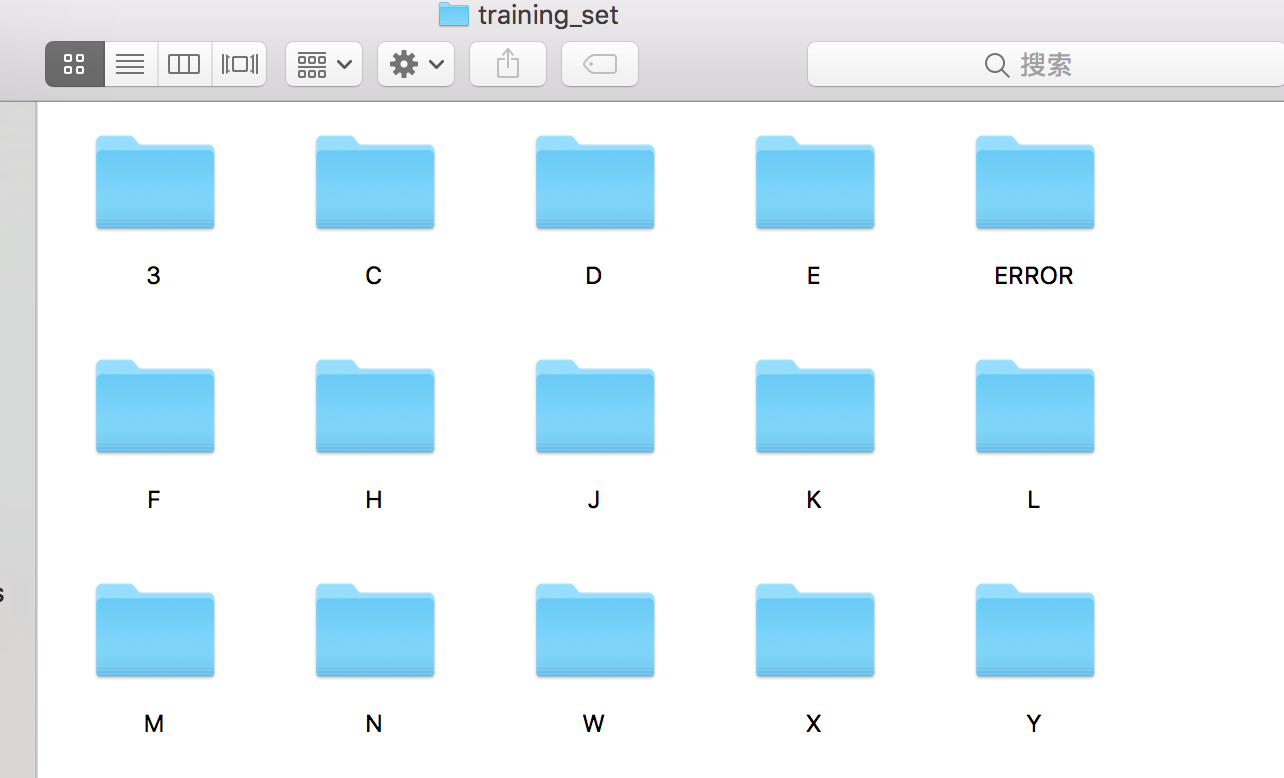 training_set
搜索
3 C D E ERROR
F H J K L
s
M N W X Y